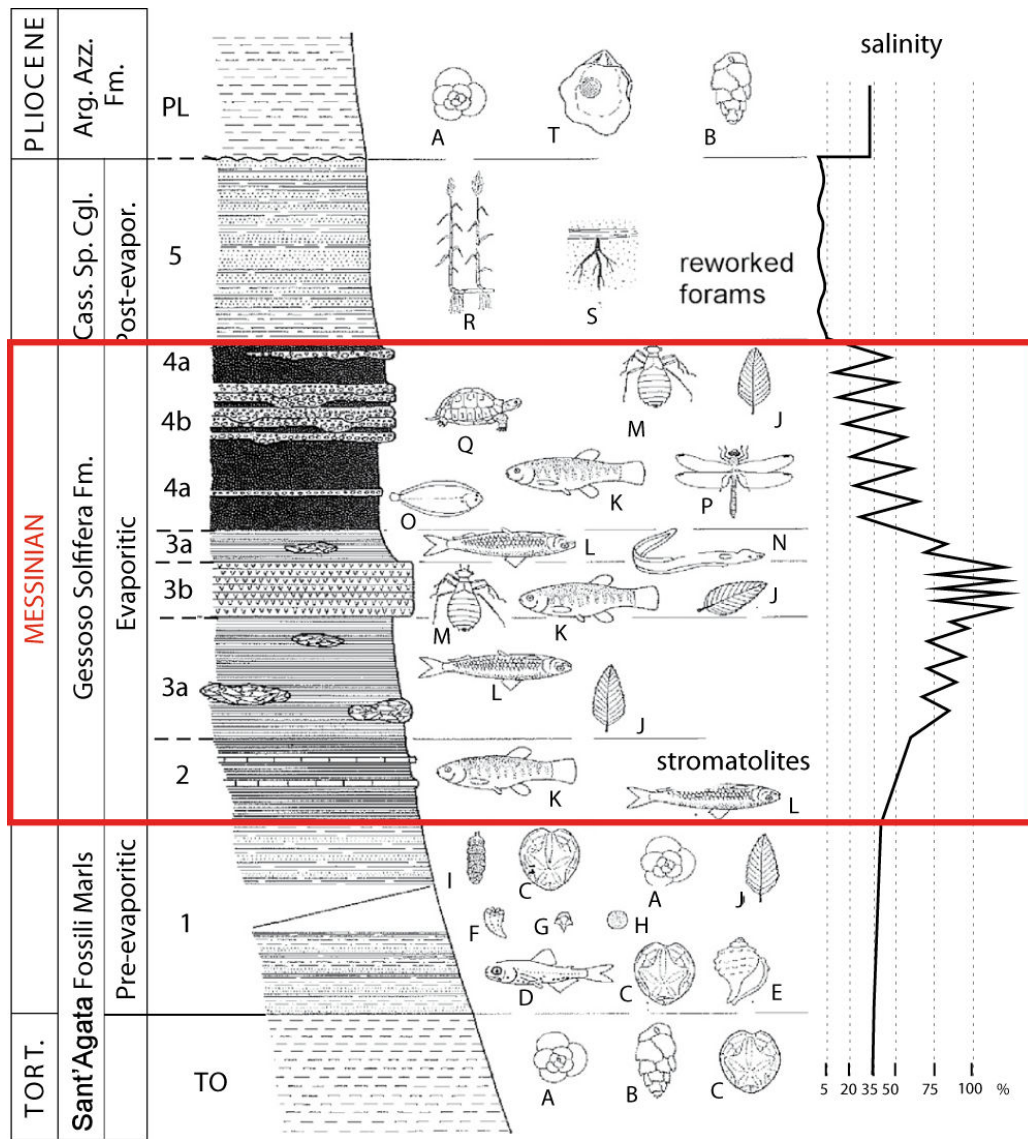 salinity
PLIOCENE
Arg. Azz.
Fm.
PL
A
T
B
Cass. Sp. Cgl.
Post-evapor.
5
R
S
reworked
forams
MESSINIAN
Gessoso Solfifera Fm.
Evaporitic
4a
4b
4a
3a
3b
3a
2
Q
M
J
O
K
P
L
N
M
K
J
L
J
K
stromatolites
L
Sant'Agata Fossili Marls
Pre-evaporitic
1
I
C
A
J
F
G
H
D
C
E
TORT.
TO
A
B
C
5 20 35 50 75 100 %